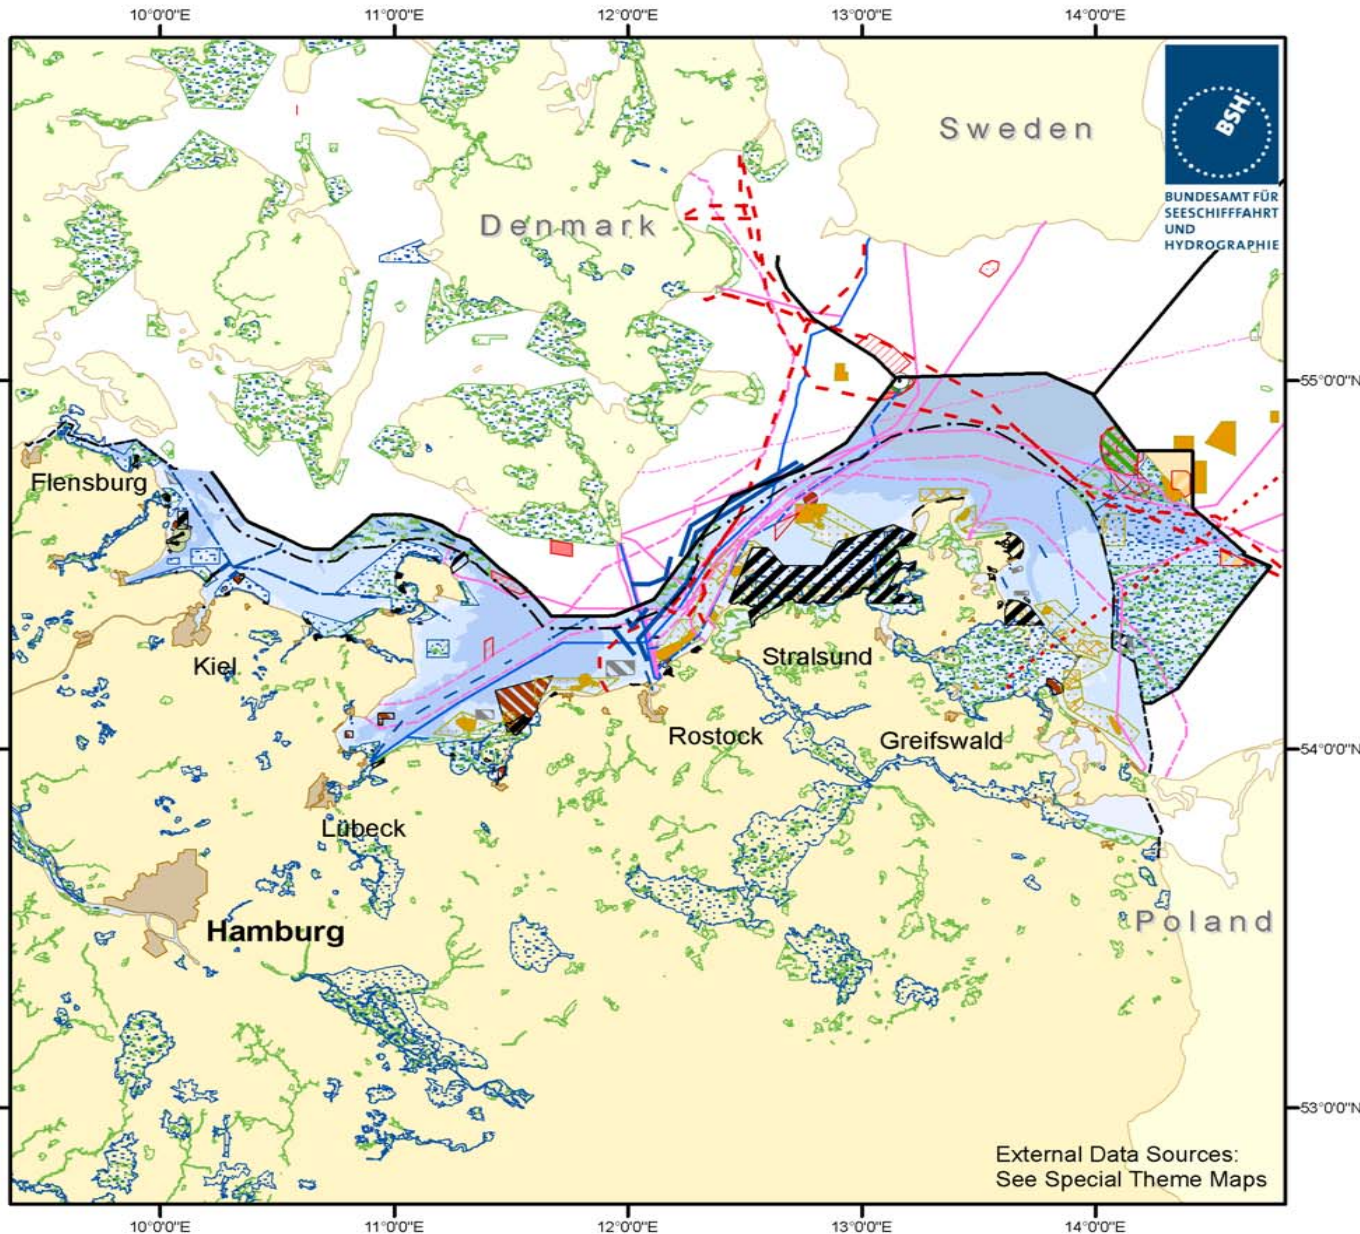 10°0'0"E 11°0'0"E 12°0'0"E 13°0'0"E 14°0'0"E
Sweden
BSH
BUNDESAMT FÜR
SEESCHIFFFAHRT
UND
HYDROGRAPHIE
Denmark
55°0'0"N
Flensburg
Kiel
Stralsund
Rostock
Greifswald
54°0'0"N
Lübeck
Hamburg
Poland
53°0'0"N
External Data Sources:
See Special Theme Maps
10°0'0"E 11°0'0"E 12°0'0"E 13°0'0"E 14°0'0"E